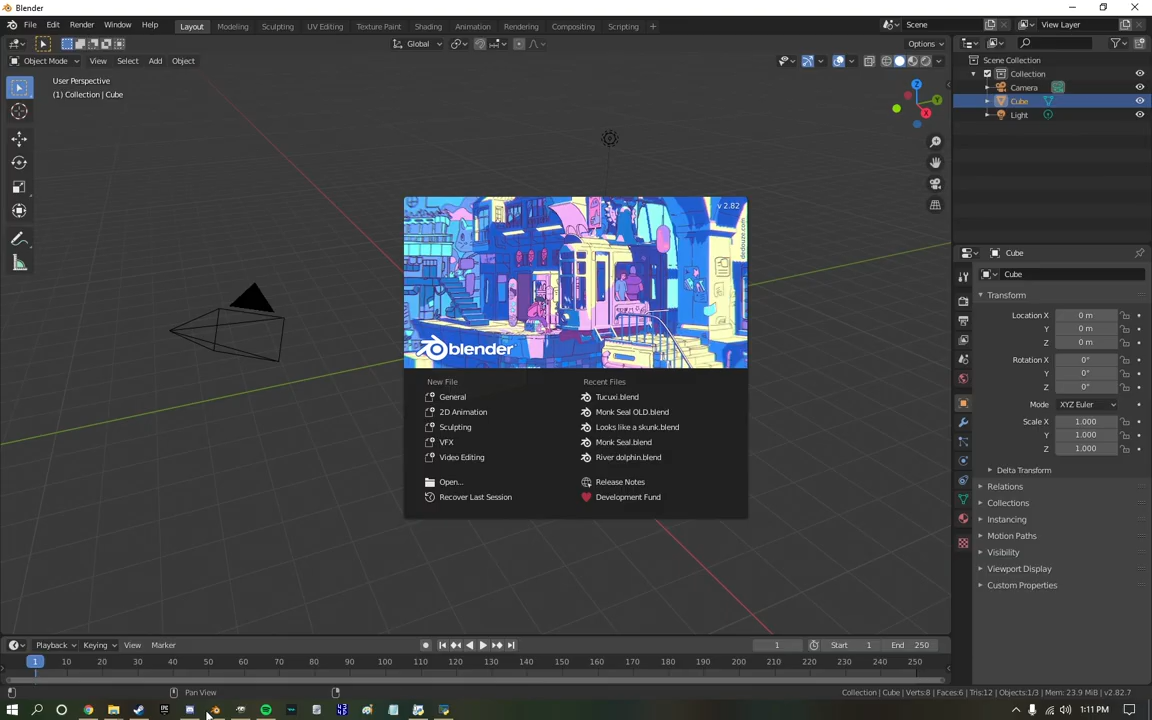 Blender
File Edit Render Window Help Layout Modeling Sculpting UV Editing Texture Paint Shading Animation Rendering Compositing Scripting + Scene View Layer
Global Options
Object Mode View Select Add Object
User Perspective
(1) Collection | Cube
Scene Collection
Collection
Camera
Cube
Light
Z
Y
X
v 2.82
dedouze.com
blender
New File
General
2D Animation
Sculpting
VFX
Video Editing
Open...
Recover Last Session
Recent Files
Tucuxi.blend
Monk Seal OLD.blend
Looks like a skunk.blend
Monk Seal.blend
River dolphin.blend
Release Notes
Development Fund
Cube
Cube
Transform
Location X 0 m
Y 0 m
Z 0 m
Rotation X 0°
Y 0°
Z 0°
Mode XYZ Euler
Scale X 1.000
Y 1.000
Z 1.000
Delta Transform
Relations
Collections
Instancing
Motion Paths
Visibility
Viewport Display
Custom Properties
Playback Keying View Marker 1 Start 1 End 250
1 10 20 30 40 50 60 70 80 90 100 110 120 130 140 150 160 170 180 190 200 210 220 230 240 250
Pan View
Collection | Cube | Verts:8 | Faces:6 | Tris:12 | Objects:1/3 | Mem: 23.9 MiB | v2.82.7
1:11 PM